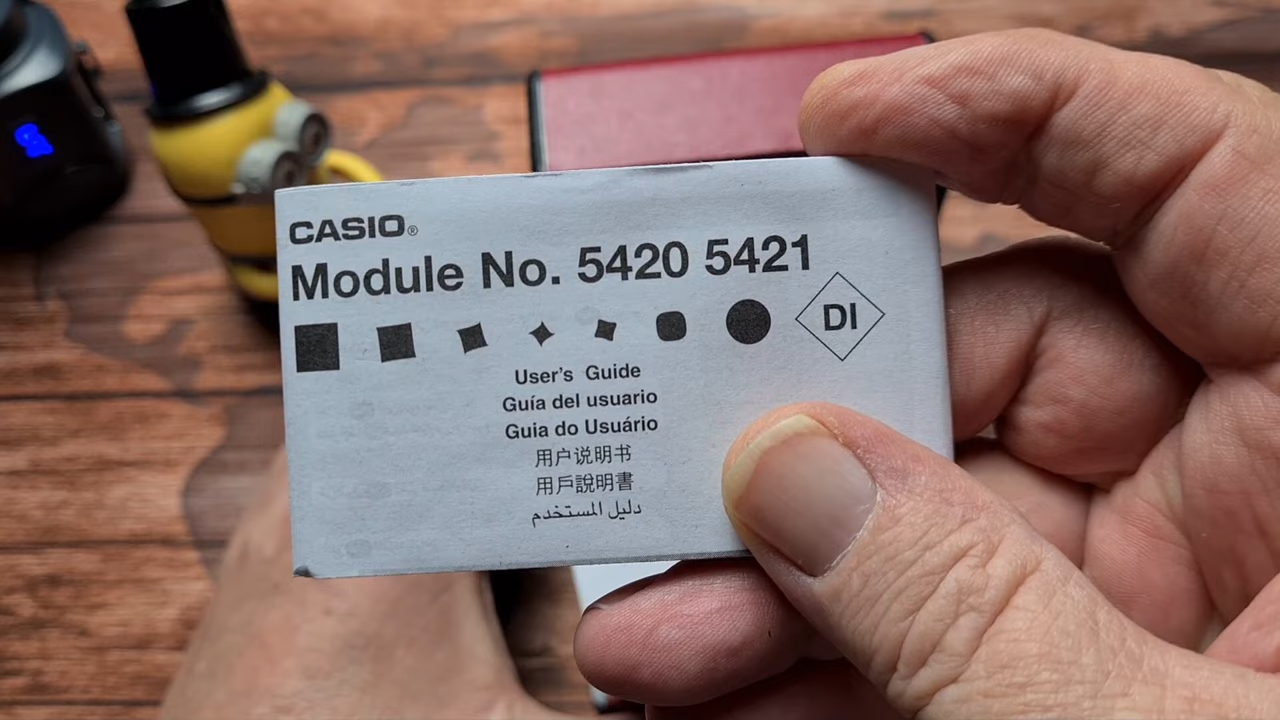 CASIO®
Module No. 5420 5421
DI
User's Guide
Guía del usuario
Guia do Usuário
用户说明书
用戶說明書
دليل المستخدم